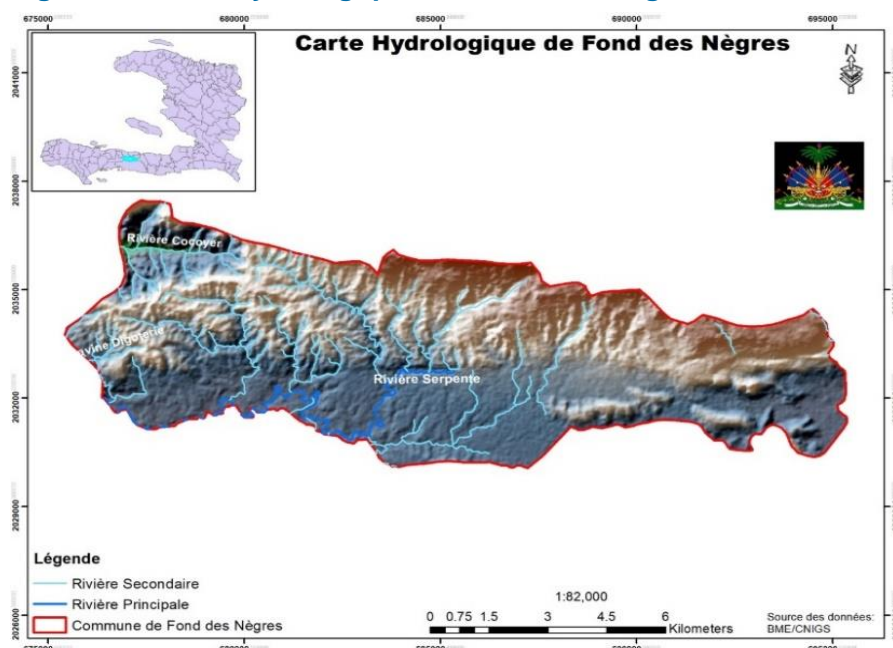 675000 680000 685000 690000 695000
Carte Hydrologique de Fond des Nègres
N
2041000
2038000
2035000
2032000
2029000
2026000
Rivière Cocoyer
Rivière Serpente
Légende
Rivière Secondaire
Rivière Principale
Commune de Fond des Nègres
1:82,000
0 0.75 1.5 3 4.5 6
Kilometers
Source des données:
BME/CNIGS